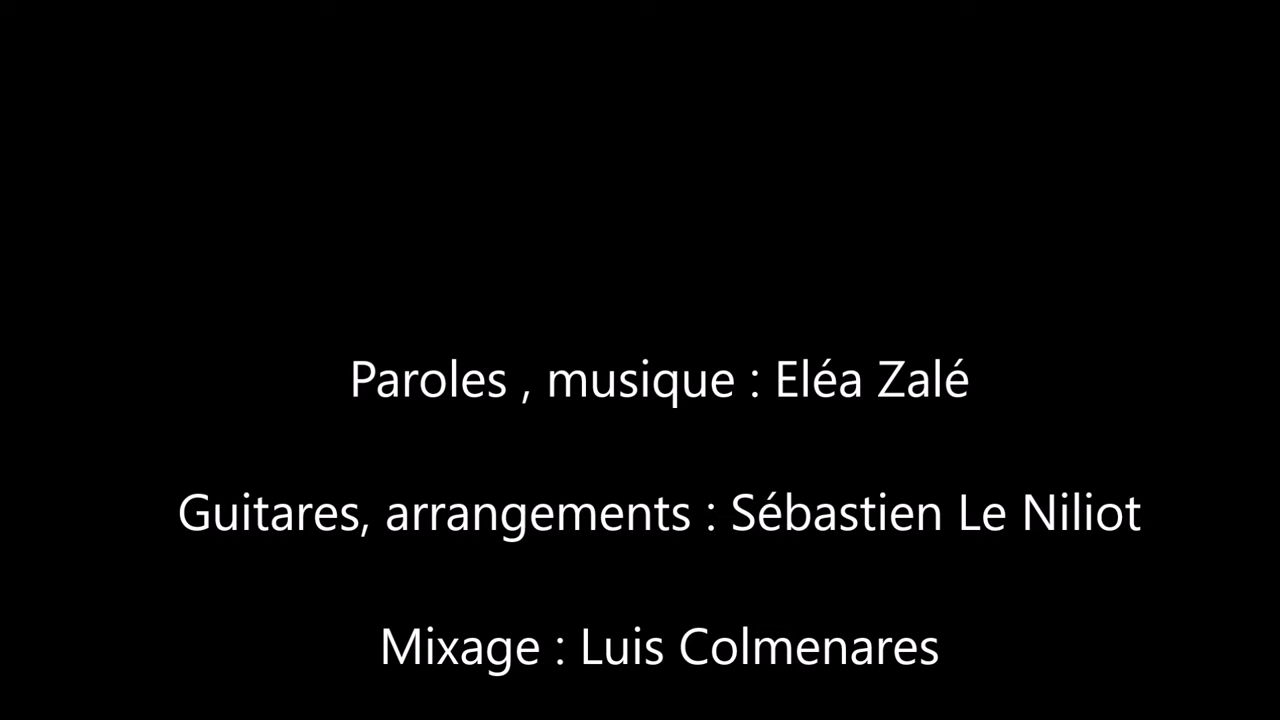 Paroles , musique : Eléa Zalé
Guitares, arrangements : Sébastien Le Niliot
Mixage : Luis Colmenares